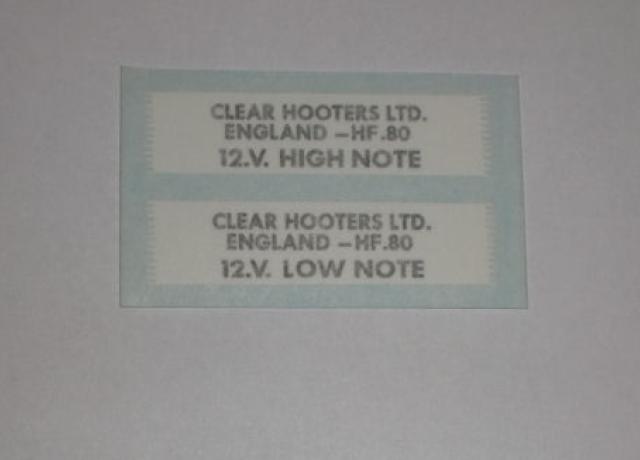 CLEAR HOOTERS LTD.
ENGLAND –HF.80
12.V. HIGH NOTE
CLEAR HOOTERS LTD.
ENGLAND –HF.80
12.V. LOW NOTE